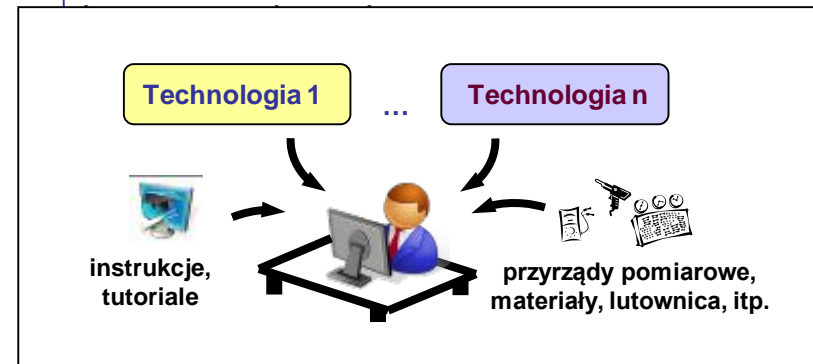 Technologia 1
...
Technologia n
instrukcje,
tutoriale
przyrządy pomiarowe,
materiały, lutownica, itp.